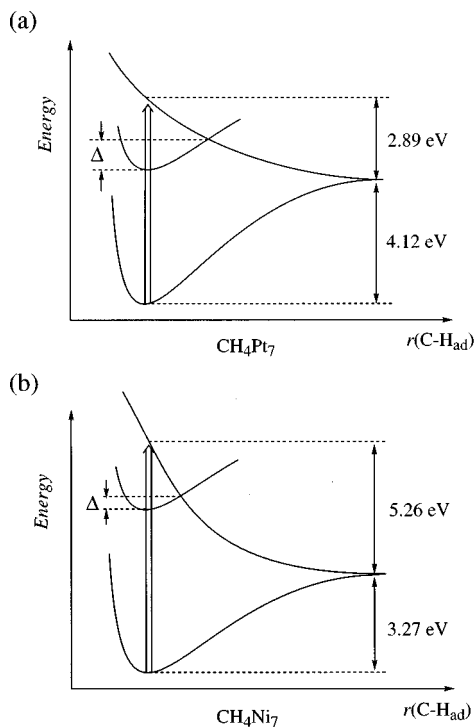 (a)
Energy
Δ
2.89 eV
4.12 eV
r(C-Had)
CH4Pt7
(b)
Energy
Δ
5.26 eV
3.27 eV
r(C-Had)
CH4Ni7